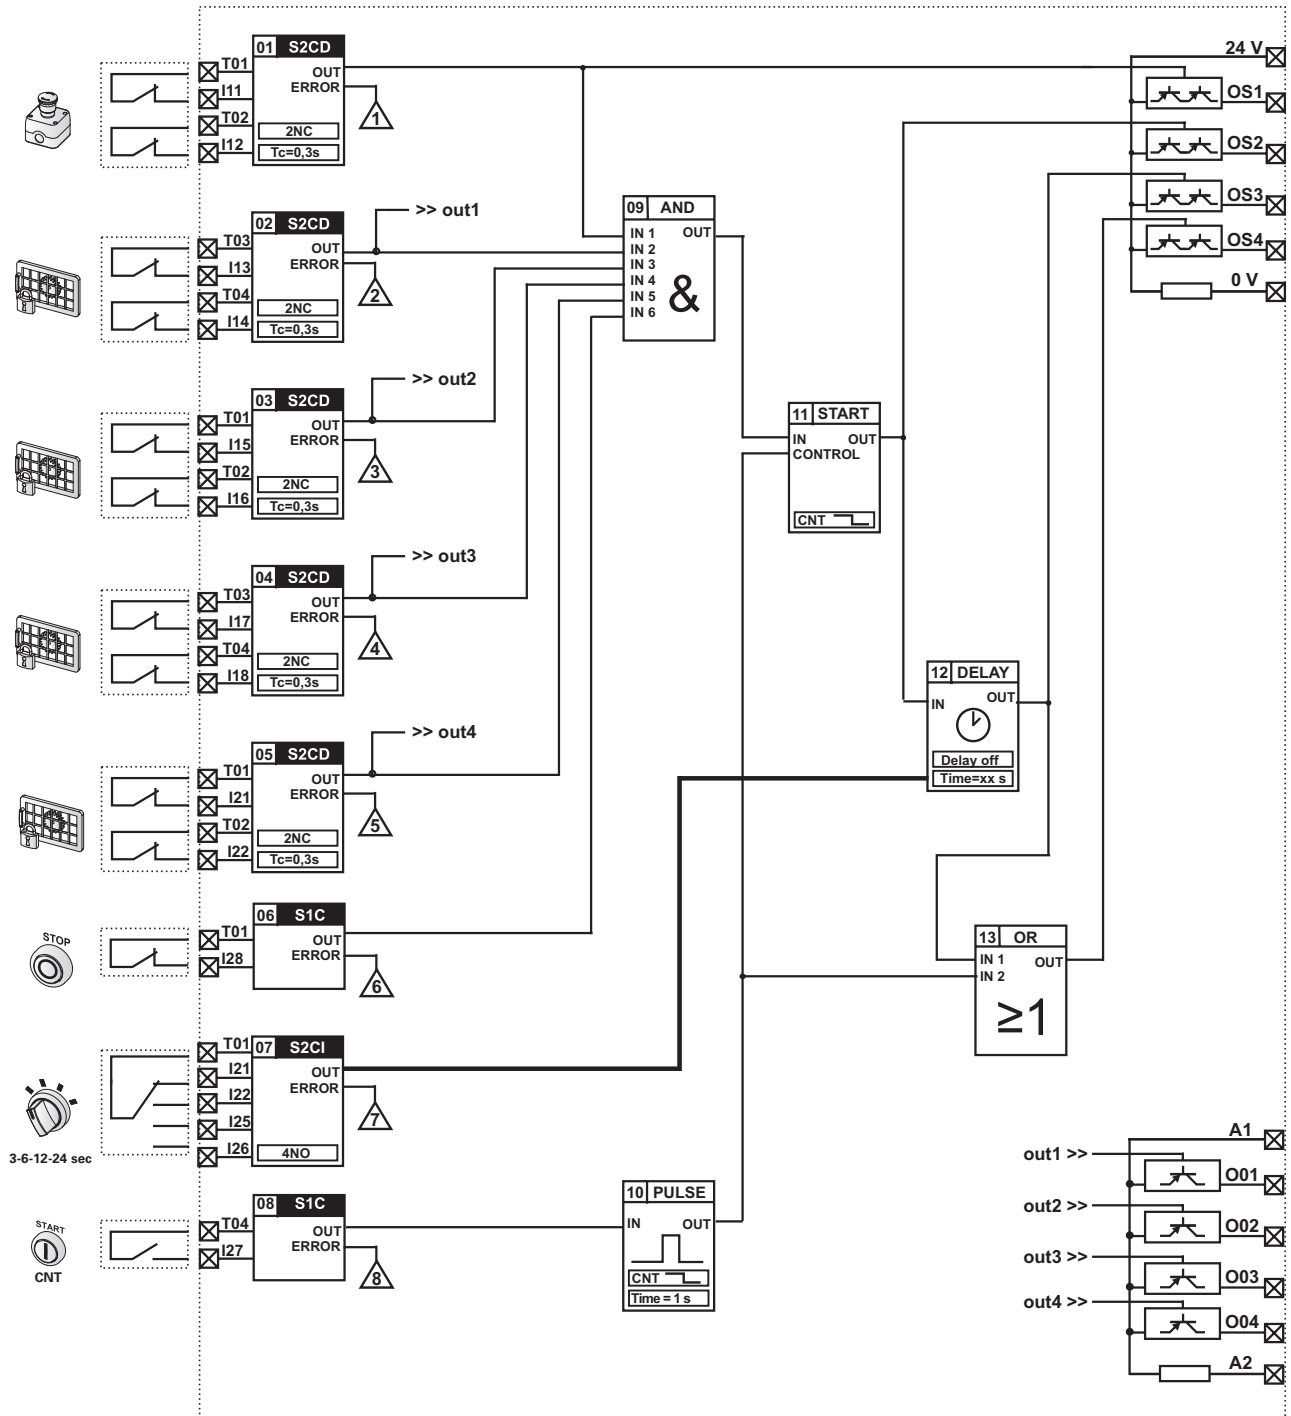 01 S2CD
T01
OUT
I11
ERROR
1
T02
2NC
I12
Tc=0,3s
24 V
OS1
OS2
OS3
OS4
0 V
>> out1
02 S2CD
T03
OUT
I13
ERROR
2
T04
2NC
I14
Tc=0,3s
09 AND
IN 1 OUT
IN 2
IN 3
IN 4
IN 5
IN 6
&
>> out2
03 S2CD
T01
OUT
I15
ERROR
3
T02
2NC
I16
Tc=0,3s
11 START
IN OUT
CONTROL
CNT
>> out3
04 S2CD
T03
OUT
I17
ERROR
4
T04
2NC
I18
Tc=0,3s
12 DELAY
IN OUT
Delay off
Time=xx s
>> out4
05 S2CD
T01
OUT
I21
ERROR
5
T02
2NC
I22
Tc=0,3s
STOP
06 S1C
T01
OUT
I28
ERROR
6
13 OR
IN 1 OUT
IN 2
≥1
3-6-12-24 sec
07 S2CI
T01
I21
OUT
ERROR
I22
7
I25
I26
4NO
START
CNT
08 S1C
T04
OUT
I27
ERROR
8
10 PULSE
IN OUT
CNT
Time = 1 s
A1
out1 >>
O01
out2 >>
O02
out3 >>
O03
out4 >>
O04
A2